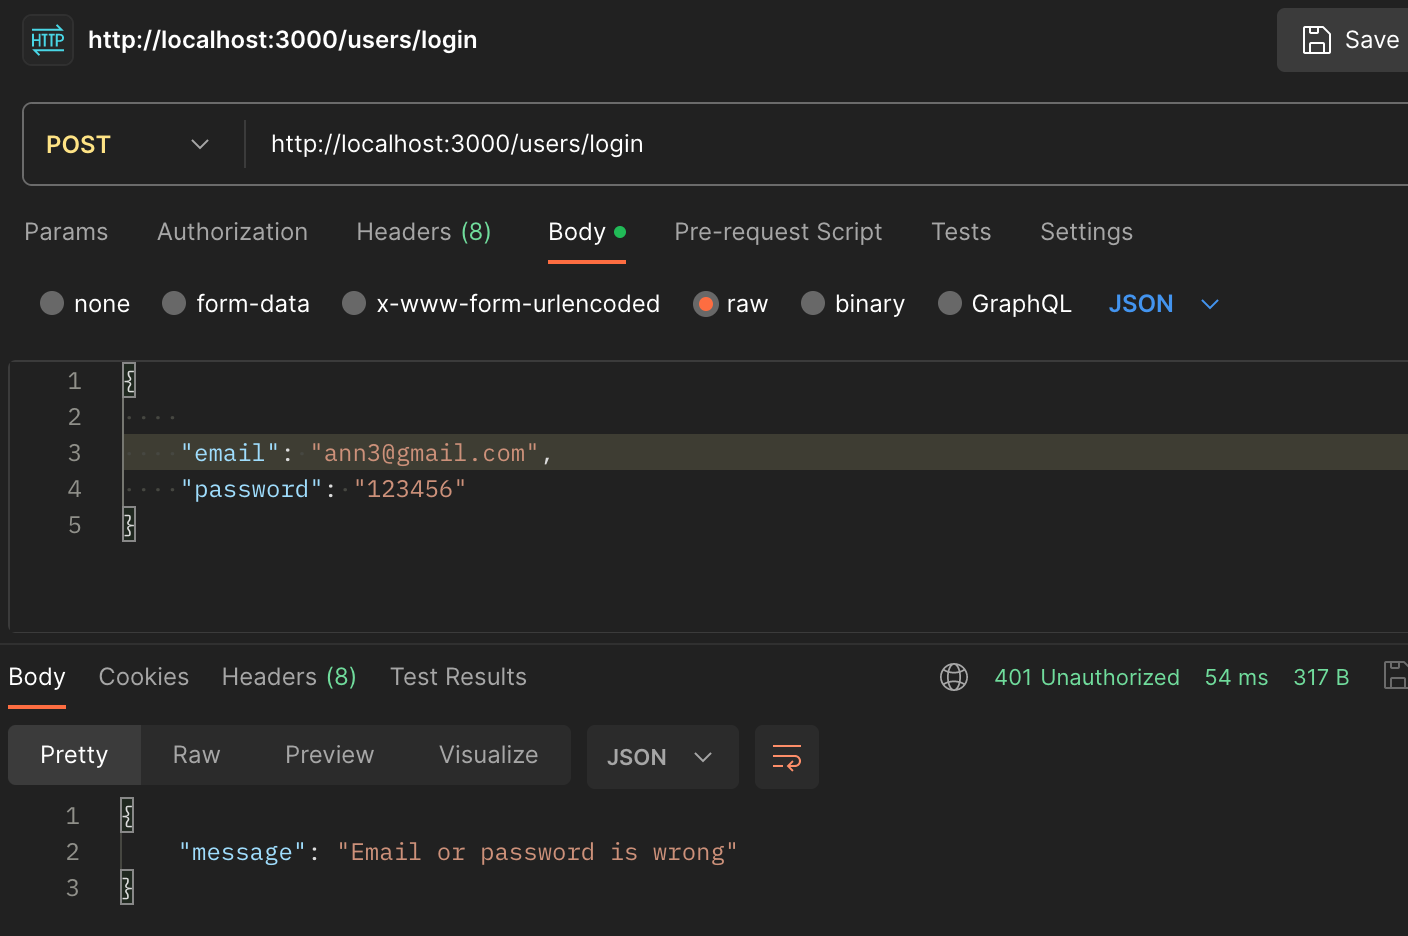 HTTP http://localhost:3000/users/login Save
POST http://localhost:3000/users/login
Params Authorization Headers (8) Body Pre-request Script Tests Settings
none form-data x-www-form-urlencoded raw binary GraphQL JSON
1 {
2 ····
3 ···· "email": "ann3@gmail.com",
4 ···· "password": "123456"
5 }
Body Cookies Headers (8) Test Results 401 Unauthorized 54 ms 317 B
Pretty Raw Preview Visualize JSON
1 {
2 "message": "Email or password is wrong"
3 }